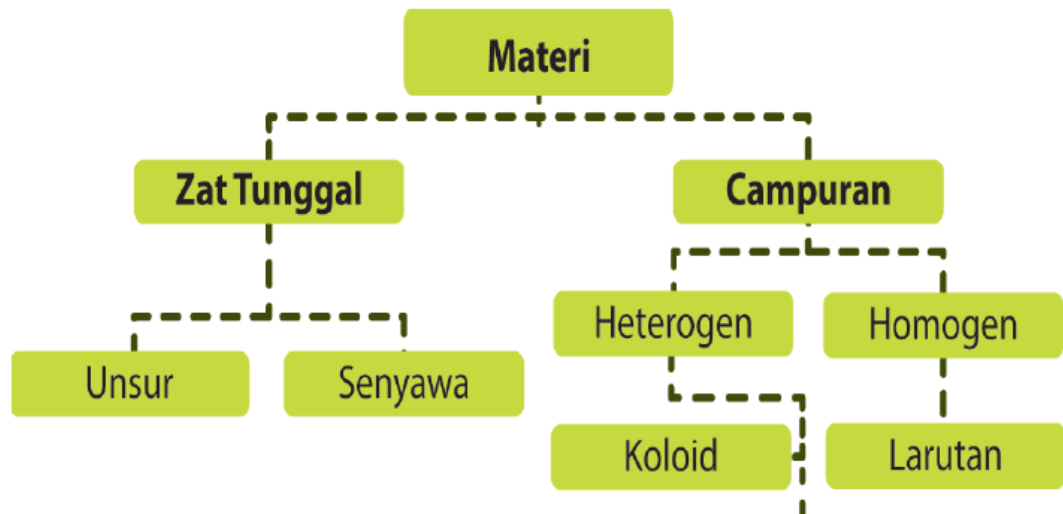 Materi
Zat Tunggal
Campuran
Heterogen
Homogen
Unsur
Senyawa
Koloid
Larutan